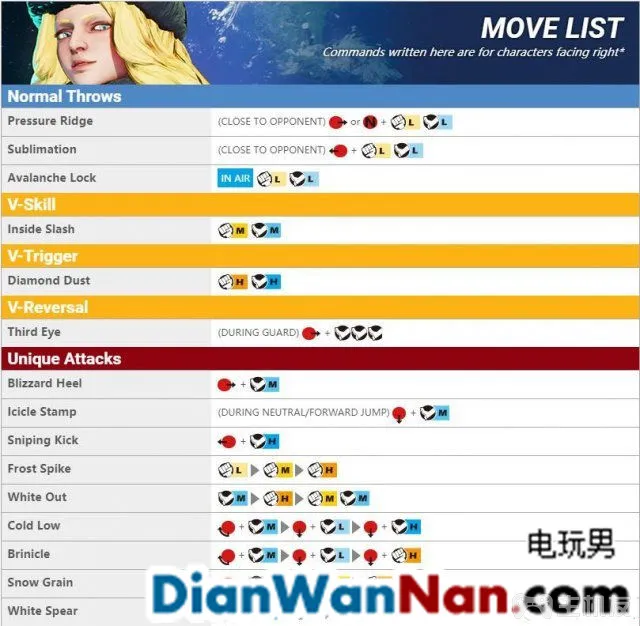 MOVE LIST
Commands written here are for characters facing right*
Normal Throws
Pressure Ridge (CLOSE TO OPPONENT) or N + L L
Sublimation (CLOSE TO OPPONENT) + L L
Avalanche Lock IN AIR L L
V-Skill
Inside Slash M M
V-Trigger
Diamond Dust H H
V-Reversal
Third Eye (DURING GUARD) +
Unique Attacks
Blizzard Heel + M
Icicle Stamp (DURING NEUTRAL/FORWARD JUMP) + M
Sniping Kick + H
Frost Spike L M H
White Out M H M M
Cold Low + M + L + H
Brinicle + M + L + H
电玩男
Snow Grain
DianWanNan.com
White Spear